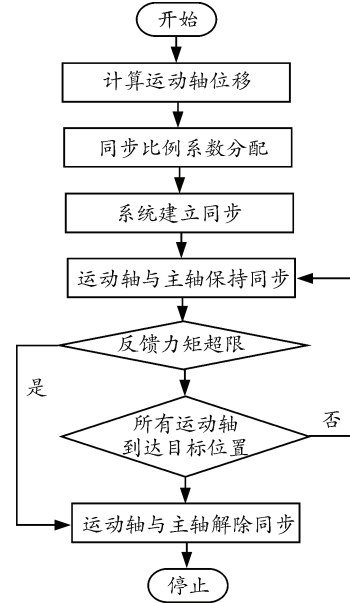 开始
计算运动轴位移
同步比例系数分配
系统建立同步
运动轴与主轴保持同步
反馈力矩超限
是
所有运动轴
到达目标位置
否
运动轴与主轴解除同步
停止